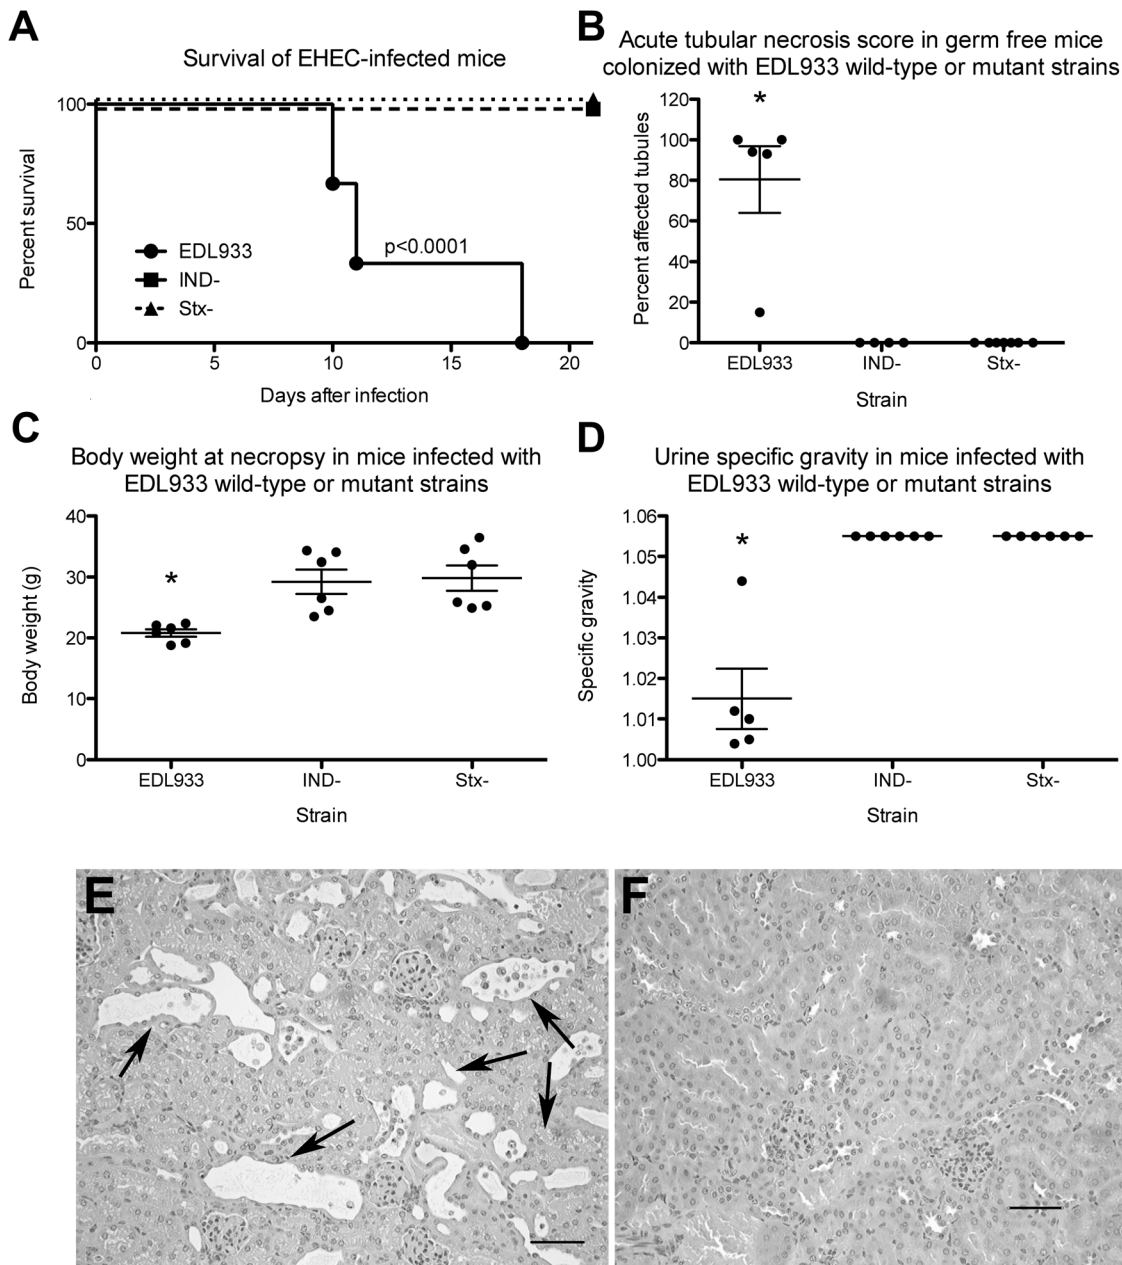 A
Survival of EHEC-infected mice
100
50
0
Percent survival
EDL933
IND-
Stx-
p<0.0001
0
5
10
15
20
Days after infection
B
Acute tubular necrosis score in germ free mice
colonized with EDL933 wild-type or mutant strains
120
100
80
60
40
20
0
Percent affected tubules
*
EDL933
IND-
Stx-
Strain
C
Body weight at necropsy in mice infected with
EDL933 wild-type or mutant strains
40
30
20
10
0
Body weight (g)
*
EDL933
IND-
Stx-
Strain
D
Urine specific gravity in mice infected with
EDL933 wild-type or mutant strains
1.06
1.05
1.04
1.03
1.02
1.01
1.00
Specific gravity
*
EDL933
IND-
Stx-
Strain
E
F